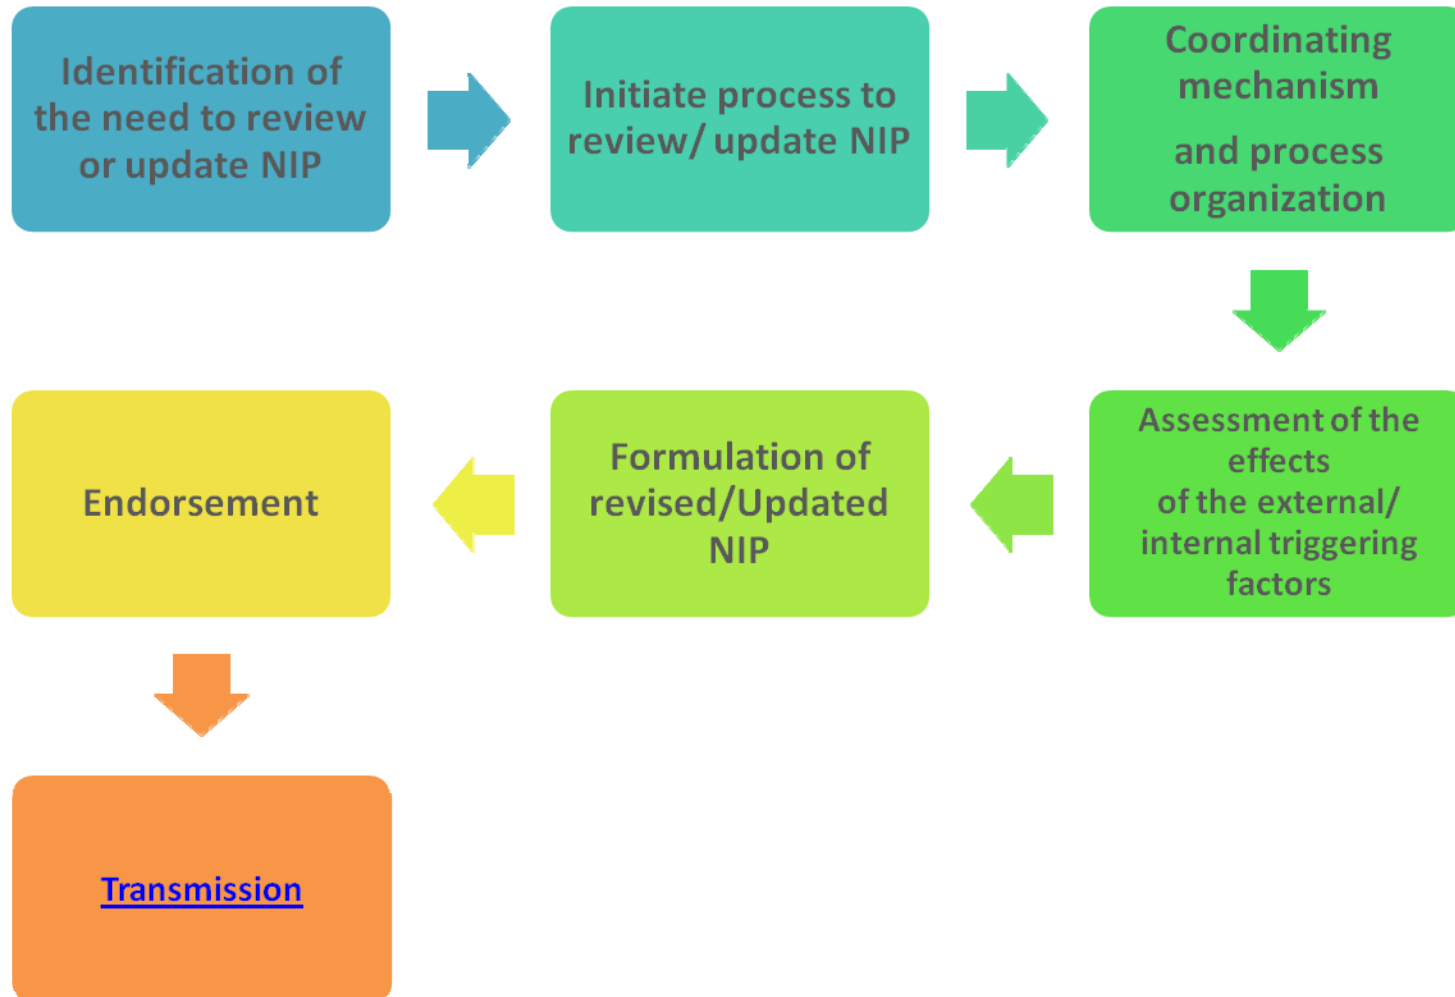 Identification of
the need to review
or update NIP
Initiate process to
review/ update NIP
Coordinating
mechanism
and process
organization
Assessment of the
effects
of the external/
internal triggering
factors
Formulation of
revised/Updated
NIP
Endorsement
Transmission